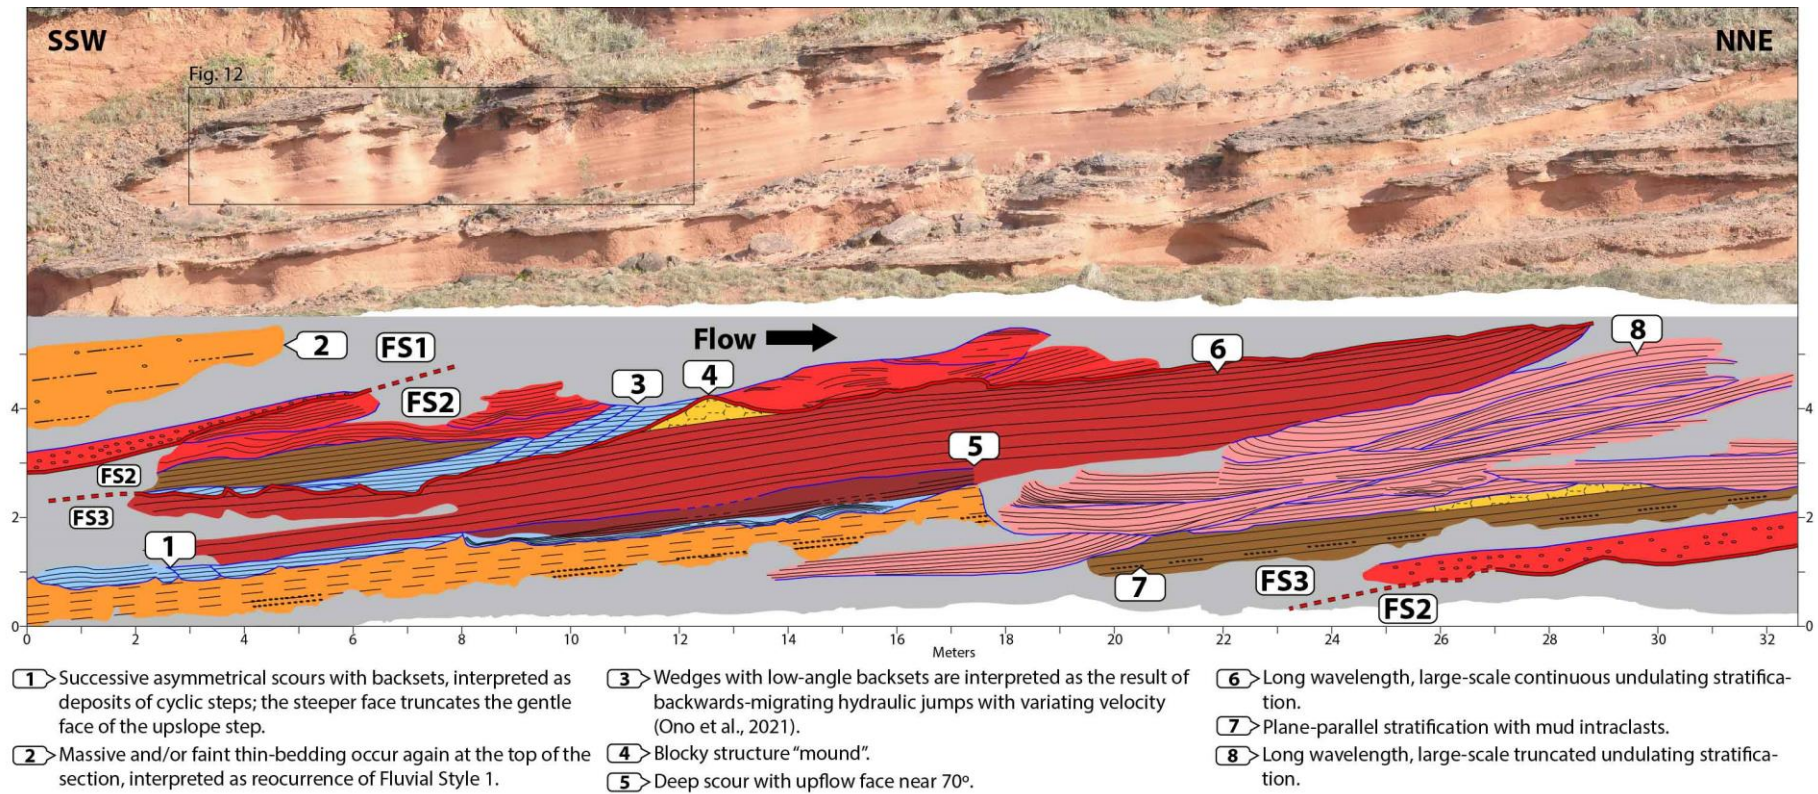 SSW
NNE
Fig. 12
2
FS1
Flow
8
6
3
4
FS2
4
4
5
FS2
FS3
2
2
1
7
FS3
FS2
0
0
0 2 4 6 8 10 12 14 16 18 20 22 24 26 28 30 32
Meters
1 Successive asymmetrical scours with backsets, interpreted as
deposits of cyclic steps; the steeper face truncates the gentle
face of the upslope step.
2 Massive and/or faint thin-bedding occur again at the top of the
section, interpreted as reocurrence of Fluvial Style 1.
3 Wedges with low-angle backsets are interpreted as the result of
backwards-migrating hydraulic jumps with variating velocity
(Ono et al., 2021).
4 Blocky structure “mound”.
5 Deep scour with upflow face near 70º.
6 Long wavelength, large-scale continuous undulating stratifica-
tion.
7 Plane-parallel stratification with mud intraclasts.
8 Long wavelength, large-scale truncated undulating stratifica-
tion.